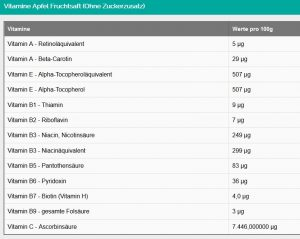 Vitamine Apfel Fruchtsaft (Ohne Zuckerzusatz)
Vitamine Werte pro 100g
Vitamin A - Retinoläquivalent 5 µg
Vitamin A - Beta-Carotin 29 µg
Vitamin E - Alpha-Tocopheroläquivalent 507 µg
Vitamin E - Alpha-Tocopherol 507 µg
Vitamin B1 - Thiamin 9 µg
Vitamin B2 - Riboflavin 7 µg
Vitamin B3 - Niacin, Nicotinsäure 249 µg
Vitamin B3 - Niacinäquivalent 299 µg
Vitamin B5 - Pantothensäure 83 µg
Vitamin B6 - Pyridoxin 36 µg
Vitamin B7 - Biotin (Vitamin H) 4,0 µg
Vitamin B9 - gesamte Folsäure 3 µg
Vitamin C - Ascorbinsäure 7.446,000000 µg